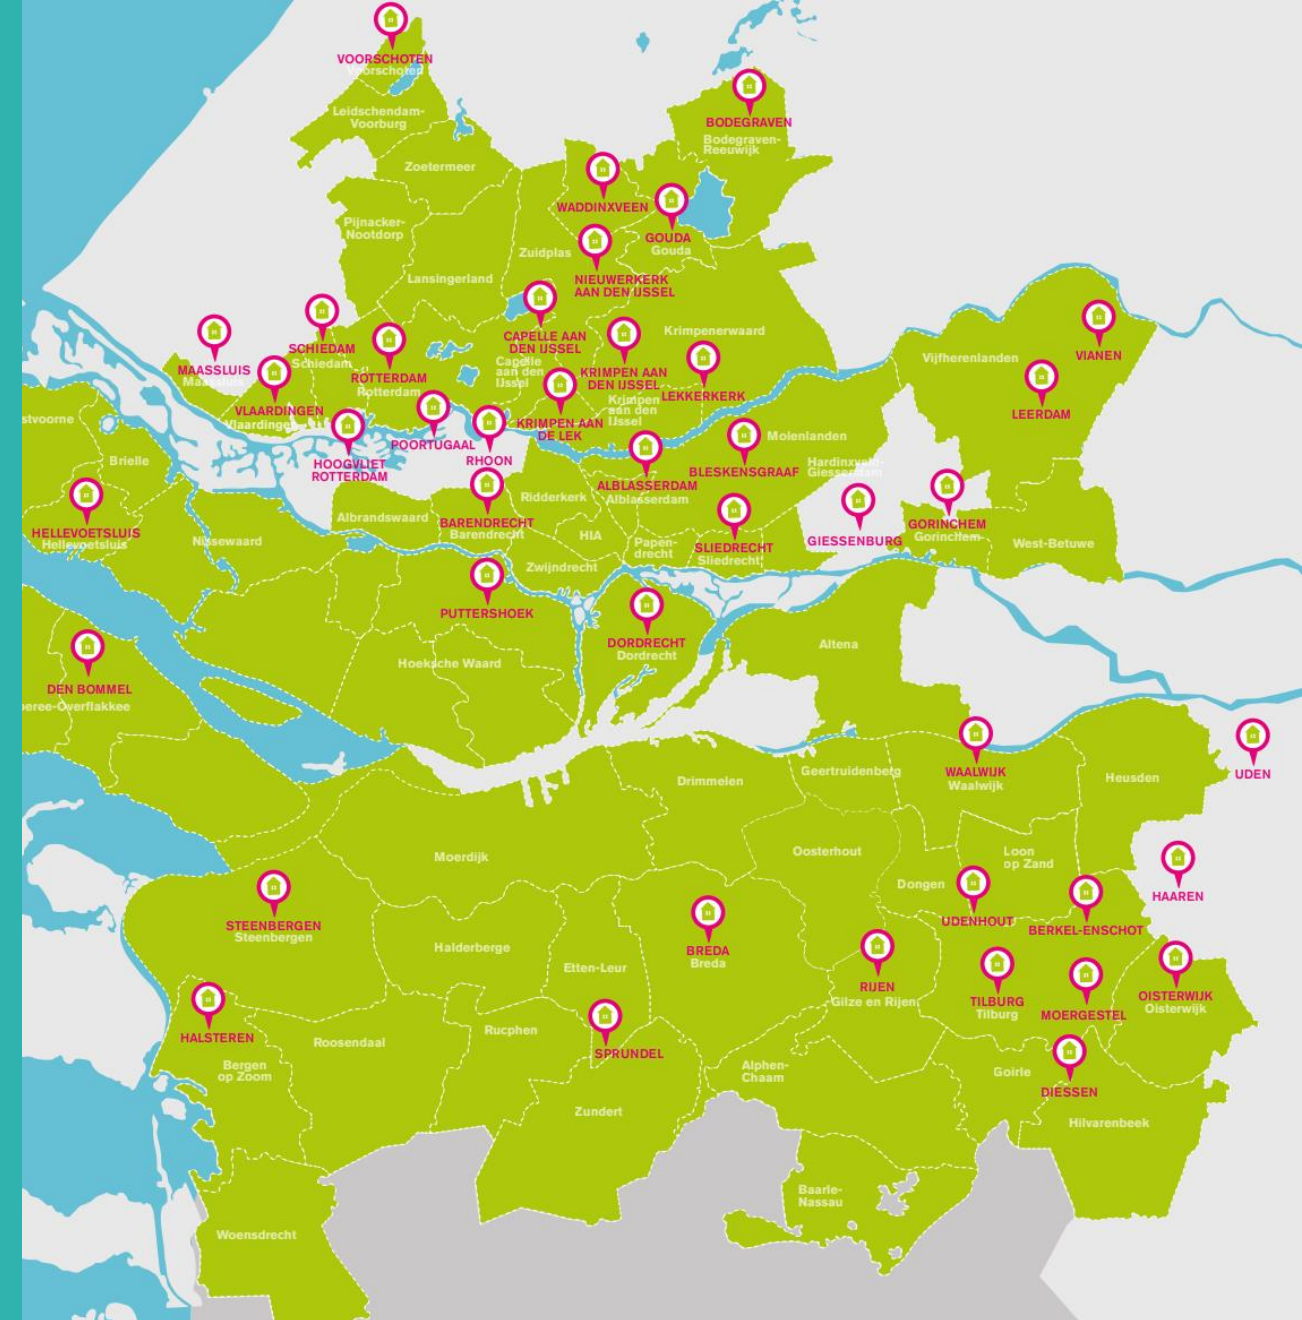 VOORSCHOTEN
Voorschoten
Leidschendam-
Voorburg
BODEGRAVEN
Bodegraven-
Reeuwijk
Zoetermeer
WADDINXVEEN
Pijnacker-
Nootdorp
GOUDA
Gouda
Zuidplas
Lansingerland
NIEUWERKERK
AAN DEN IJSSEL
CAPELLE AAN
DEN IJSSEL
Capelle
aan den
IJssel
Krimpenerwaard
SCHIEDAM
Schiedam
MAASSLUIS
Maassluis
ROTTERDAM
Rotterdam
KRIMPEN AAN
DEN IJSSEL
Krimpen
aan den
IJssel
LEKKERKERK
VIANEN
Vijfherenlanden
LEERDAM
VLAARDINGEN
Vlaardingen
KRIMPEN AAN
DE LEK
stvoorne
POORTUGAAL
RHOON
HOOGVLIET
ROTTERDAM
Brielle
Molenlanden
BLESKENSGRAAF
Hardinxveld-
Giessendam
ALBLASSERDAM
Alblasserdam
Ridderkerk
Albrandswaard
BARENDRECHT
Barendrecht
HELLEVOETSLUIS
Hellevoetsluis
Nissewaard
HIA
Papen-
drecht
SLIEDRECHT
Sliedrecht
GIESSENBURG
GORINCHEM
Gorinchem
West-Betuwe
Zwijndrecht
PUTTERSHOEK
DORDRECHT
Dordrecht
Altena
Hoeksche Waard
DEN BOMMEL
eree-Overflakkee
WAALWIJK
Waalwijk
UDEN
Drimmelen
Geertruidenberg
Heusden
Moerdijk
Oosterhout
Loon
op Zand
Dongen
HAAREN
UDENHOUT
BERKEL-ENSCHOT
STEENBERGEN
Steenbergen
Halderberge
BREDA
Breda
Etten-Leur
RIJEN
Gilze en Rijen
TILBURG
Tilburg
MOERGESTEL
OISTERWIJK
Oisterwijk
HALSTEREN
Roosendaal
Rucphen
SPRUNDEL
Bergen
op Zoom
Alphen-
Chaam
Goirle
DIESSEN
Zundert
Hilvarenbeek
Baarle-
Nassau
Woensdrecht